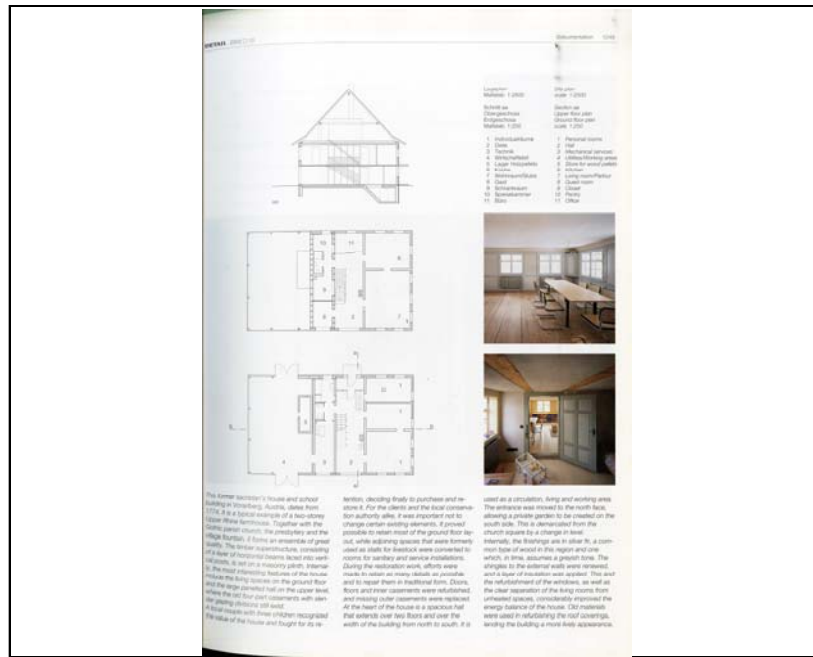 DETAIL
Dokumentation
Lageplan
Maßstab 1:2000
Schnitt aa
Obergeschoss
Erdgeschoss
Maßstab 1:250
1 Individualräume
2 Diele
3 Technik
4 Wirtschaftsteil
5 Lager Holzpellets
6 Küche
7 Wohnraum/Stube
8 Gast
9 Schrankraum
10 Speisekammer
11 Büro
Site plan
scale 1:2000
Section aa
Upper floor plan
Ground floor plan
scale 1:250
1 Personal rooms
2 Hall
3 Mechanical services
4 Utilities/Working areas
5 Store for wood pellets
6 Kitchen
7 Living room/Parlour
8 Guest room
9 Closet
10 Pantry
11 Office
This former sacristan's house and school
building in Vorarlberg, Austria, dates from
1774. It is a typical example of a two-storey
Upper Rhine farmhouse. Together with the
Gothic parish church, the presbytery and the
village fountain, it forms an ensemble of great
quality. The timber superstructure, consisting
of a layer of horizontal beams faced into verti-
cal posts, is set on a masonry plinth. Internal-
ly, the most interesting features of the house
include the living spaces on the ground floor
and the large panelled hall on the upper level,
where the old four-part casements with slen-
der glazing divisions still exist.
A local couple with three children recognized
the value of the house and fought for its re-
tention, deciding finally to purchase and re-
store it. For the clients and the local conserva-
tion authority alike, it was important not to
change certain existing elements. It proved
possible to retain most of the ground floor lay-
out, while adjoining spaces that were formerly
used as stalls for livestock were converted to
rooms for sanitary and service installations.
During the restoration work, efforts were
made to retain as many details as possible
and to repair them in traditional form. Doors,
floors and inner casements were refurbished,
and missing outer casements were replaced.
At the heart of the house is a spacious hall
that extends over two floors and over the
width of the building from north to south. It is
used as a circulation, living and working area.
The entrance was moved to the north face,
allowing a private garden to be created on the
south side. This is demarcated from the
church square by a change in level.
Internally, the finishings are in silver fir, a com-
mon type of wood in this region and one
which, in time, assumes a greyish tone. The
shingles to the external walls were renewed,
and a layer of insulation was applied. This and
the refurbishment of the windows, as well as
the clear separation of the living rooms from
unheated spaces, considerably improved the
energy balance of the house. Old materials
were used in refurbishing the roof coverings,
lending the building a more lively appearance.